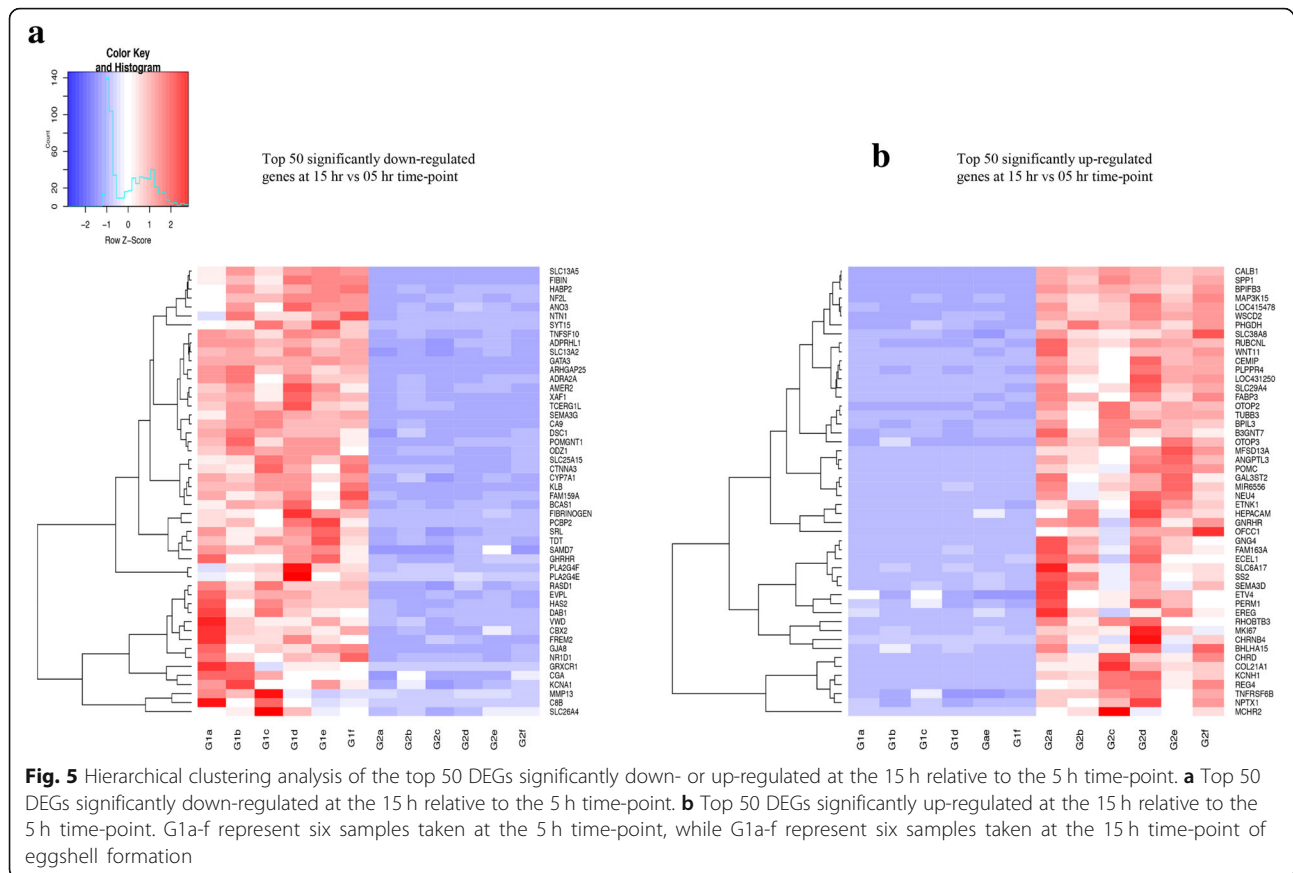 a
Color Key
and Histogram
Count
0 20 40 60 80 100 140
-2 -1 0 1 2
Row Z-Score
Top 50 significantly down-regulated
genes at 15 hr vs 05 hr time-point
SLC13A5
FIBIN
HABP2
NF2L
ANO3
NTN1
SYT15
TNFSF10
ADPRHL1
SLC13A2
GATA3
ARHGAP25
ADRA2A
AMER2
XAF1
TCERG1L
SEMA3G
CA9
DSC1
POMGNT1
ODZ1
SLC25A15
CTNNA3
CYP7A1
KLB
FAM159A
BCAS1
FIBRINOGEN
PCBP2
SRL
TDT
SAMD7
GHRHR
PLA2G4F
PLA2G4E
RASD1
EVPL
HAS2
DAB1
VWD
CBX2
FREM2
GJA8
NR1D1
GRXCR1
CGA
KCNA1
MMP13
C8B
SLC26A4
G1a G1b G1c G1d G1e G1f G2a G2b G2c G2d G2e G2f
b
Top 50 significantly up-regulated
genes at 15 hr vs 05 hr time-point
CALB1
SPP1
BPIFB3
MAP3K15
LOC415478
WSCD2
PHGDH
SLC38A8
RUBCNL
WNT11
CEMIP
PLPPR4
LOC431250
SLC29A4
FABP3
OTOP2
TUBB3
BPIL3
B3GNT7
OTOP3
MFSD13A
ANGPTL3
POMC
GAL3ST2
MIR6556
NEU4
ETNK1
HEPACAM
GNRHR
OFCC1
GNG4
FAM163A
ECEL1
SLC6A17
SS2
SEMA3D
ETV4
PERM1
EREG
RHOBTB3
MKI67
CHRNB4
BHLHA15
CHRD
COL21A1
KCNH1
REG4
TNFRSF6B
NPTX1
MCHR2
G1a G1b G1c G1d Gae G1f G2a G2b G2c G2d G2e G2f
Fig. 5 Hierarchical clustering analysis of the top 50 DEGs significantly down- or up-regulated at the 15 h relative to the 5 h time-point. a Top 50
DEGs significantly down-regulated at the 15 h relative to the 5 h time-point. b Top 50 DEGs significantly up-regulated at the 15 h relative to the
5 h time-point. G1a-f represent six samples taken at the 5 h time-point, while G1a-f represent six samples taken at the 15 h time-point of
eggshell formation